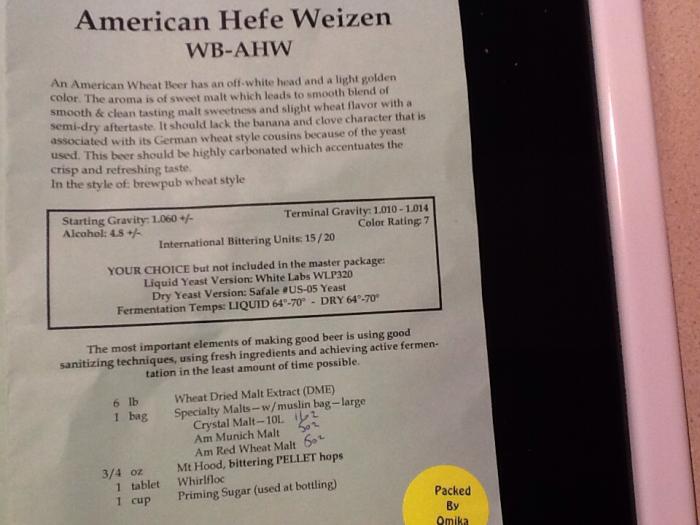 American Hefe Weizen
WB-AHW
An American Wheat Beer has an off-white head and a light golden
color. The aroma is of sweet malt which leads to smooth blend of
smooth & clean tasting malt sweetness and slight wheat flavor with a
semi-dry aftertaste. It should lack the banana and clove character that is
associated with its German wheat style cousins because of the yeast
used. This beer should be highly carbonated which accentuates the
crisp and refreshing taste.
In the style of: brewpub wheat style
Starting Gravity: 1.060 +/- Terminal Gravity: 1.010 - 1.014
Alcohol: 4.8 +/- Color Rating: 7
International Bittering Units: 15/20
YOUR CHOICE but not included in the master package:
Liquid Yeast Version: White Labs WLP320
Dry Yeast Version: Safale #US-05 Yeast
Fermentation Temps: LIQUID 64°-70° - DRY 64°-70°
The most important elements of making good beer is using good
sanitizing techniques, using fresh ingredients and achieving active fermen-
tation in the least amount of time possible.
6 lb Wheat Dried Malt Extract (DME)
1 bag Specialty Malts—w/muslin bag—large
Crystal Malt—10L
Am Munich Malt 5oz
Am Red Wheat Malt 6oz
3/4 oz Mt Hood, bittering PELLET hops
1 tablet Whirlfloc
1 cup Priming Sugar (used at bottling)
Packed
By
Omika